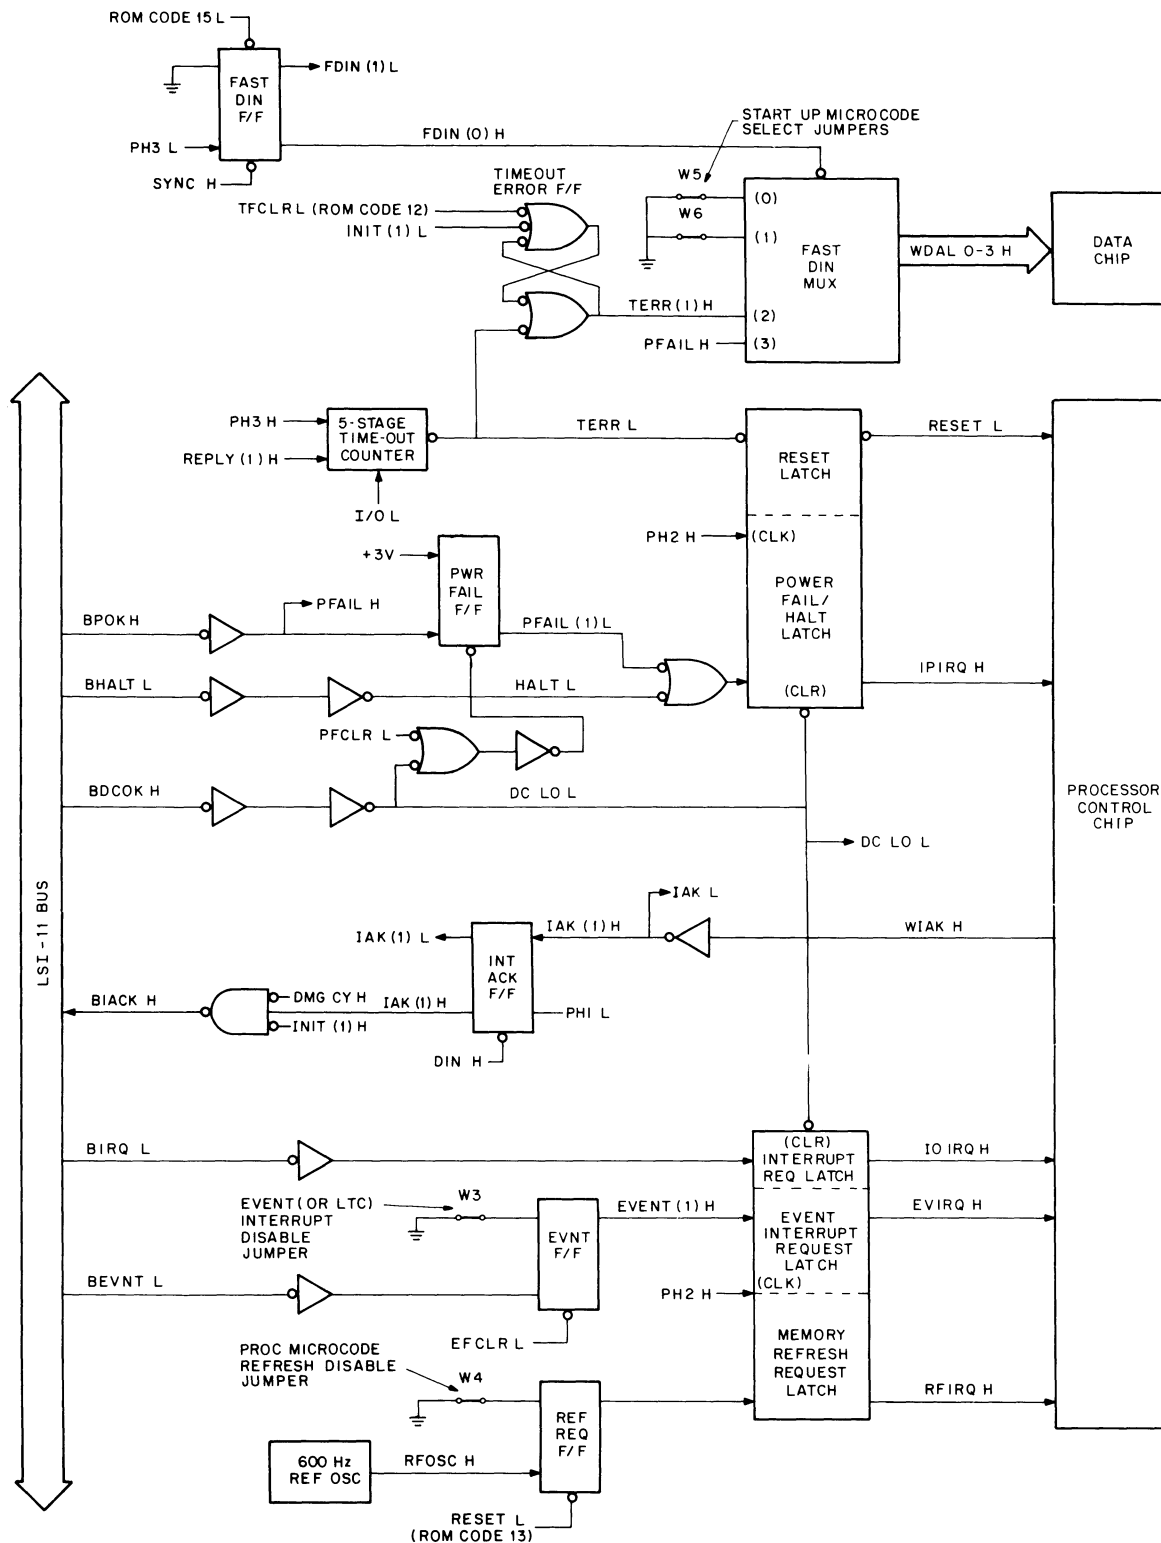 ROM CODE 15 L
FAST
DIN
F/F
FDIN (1) L
PH3 L
SYNC H
FDIN (0) H
START UP MICROCODE
SELECT JUMPERS
TIMEOUT
ERROR F/F
TFCLR L (ROM CODE 12)
INIT (1) L
W5
W6
(0)
(1)
(2)
(3)
FAST
DIN
MUX
WDAL 0-3 H
DATA
CHIP
TERR (1) H
PFAIL H
PH3 H
REPLY (1) H
5-STAGE
TIME-OUT
COUNTER
I/O L
TERR L
RESET
LATCH
RESET L
PH2 H
(CLK)
POWER
FAIL/
HALT
LATCH
(CLR)
+3V
PWR
FAIL
F/F
BPOK H
PFAIL H
PFAIL (1) L
BHALT L
HALT L
IPIRQ H
PFCLR L
BDCOK H
DC LO L
DC LO L
PROCESSOR
CONTROL
CHIP
LSI-11 BUS
IAK L
IAK (1) L
INT
ACK
F/F
IAK (1) H
WIAK H
BIACK H
DMG CY H
INIT (1) H
IAK (1) H
PHI L
DIN H
BIRQ L
(CLR)
INTERRUPT
REQ LATCH
IO IRQ H
EVENT (OR LTC)
INTERRUPT
DISABLE
JUMPER
W3
EVNT
F/F
EVENT (1) H
EVENT
INTERRUPT
REQUEST
LATCH
(CLK)
EVIRQ H
BEVNT L
PH2 H
EFCLR L
PROC MICROCODE
REFRESH DISABLE
JUMPER
W4
MEMORY
REFRESH
REQUEST
LATCH
RFIRQ H
REF
REQ
F/F
600 Hz
REF OSC
RFOSC H
RESET L
(ROM CODE 13)